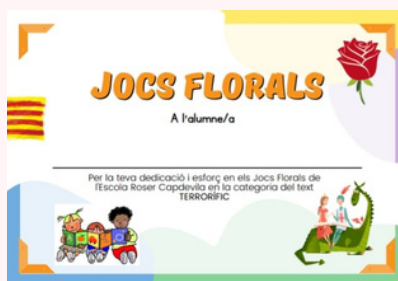 JOCS FLORALS
A l'alumne/a
Per la teva dedicació i esforç en els Jocs Florals de
l'Escola Roser Capdevila en la categoria del text
TERRORÍFIC